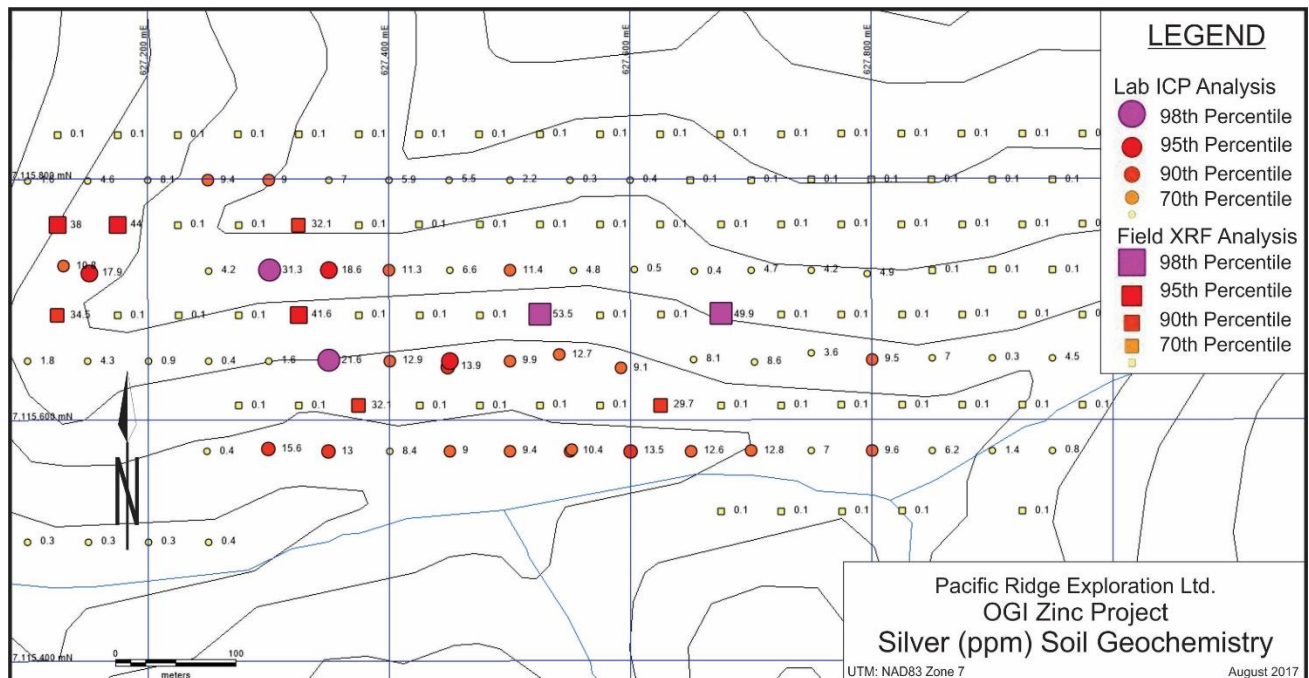 627,200 mE 627,400 mE 627,600 mE 627,800 mE
LEGEND
Lab ICP Analysis
98th Percentile
95th Percentile
90th Percentile
70th Percentile
Field XRF Analysis
98th Percentile
95th Percentile
90th Percentile
70th Percentile
0.1 0.1 0.1 0.1 0.1 0.1 0.1 0.1 0.1 0.1 0.1 0.1 0.1 0.1 0.1 0.1 0.1
7,115,800 mN
1.8 4.6 8.1 9.4 9 7 5.9 5.5 2.2 0.3 0.4 0.1 0.1 0.1 0.1 0.1 0.1 0.1
38 44 0.1 0.1 32.1 0.1 0.1 0.1 0.1 0.1 0.1 0.1 0.1 0.1 0.1 0.1 0.1
10.8 17.9 4.2 31.3 18.6 11.3 6.6 11.4 4.8 0.5 0.4 4.7 4.2 4.9 0.1 0.1 0.1
34.5 0.1 0.1 0.1 41.6 0.1 0.1 0.1 53.5 0.1 0.1 49.9 0.1 0.1 0.1 0.1 0.1
1.8 4.3 0.9 0.4 1.6 21.6 12.9 13.9 9.9 12.7 9.1 8.1 8.6 3.6 9.5 7 0.3 4.5
0.1 0.1 32.1 0.1 0.1 0.1 0.1 29.7 0.1 0.1 0.1 0.1 0.1 0.1 0.1
7,115,600 mN
0.4 15.6 13 8.4 9 9.4 10.4 13.5 12.6 12.8 7 9.6 6.2 1.4 0.8
N
0.1 0.1 0.1 0.1 0.1
0.3 0.3 0.3 0.4
7,115,400 mN
0 100
meters
Pacific Ridge Exploration Ltd.
OGI Zinc Project
Silver (ppm) Soil Geochemistry
UTM: NAD83 Zone 7 August 2017